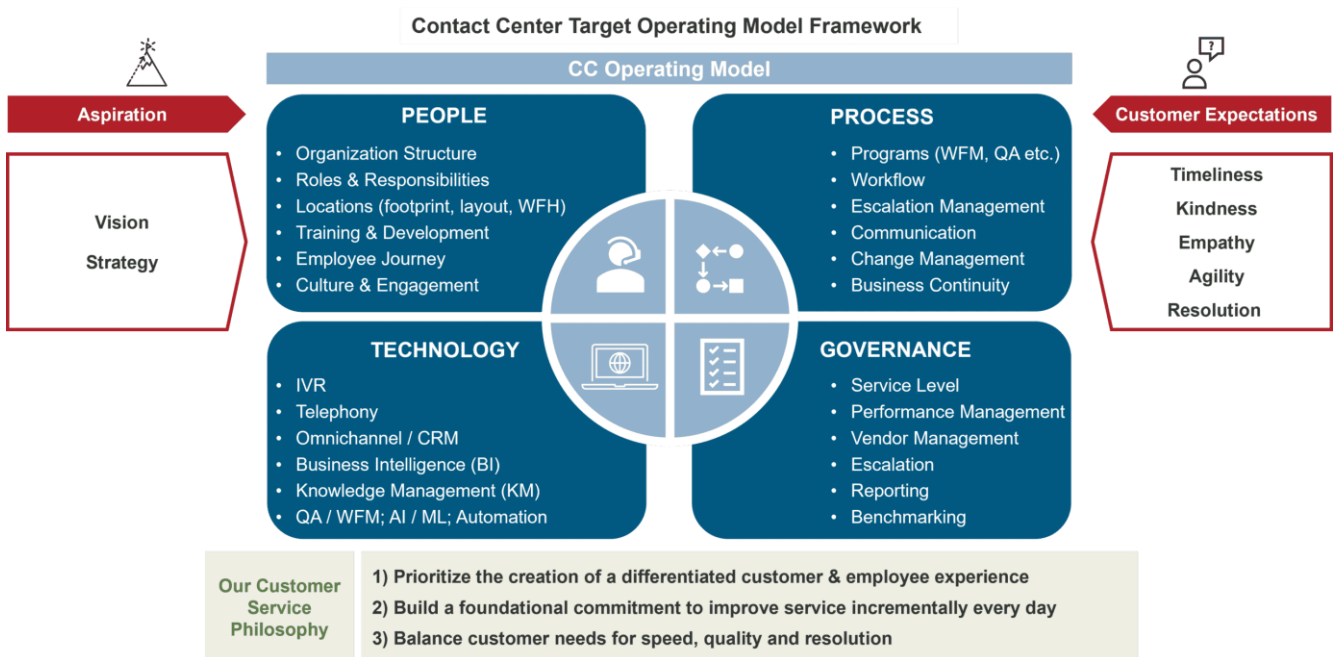 Contact Center Target Operating Model Framework
CC Operating Model
Aspiration
Vision
Strategy
PEOPLE
• Organization Structure
• Roles & Responsibilities
• Locations (footprint, layout, WFH)
• Training & Development
• Employee Journey
• Culture & Engagement
PROCESS
• Programs (WFM, QA etc.)
• Workflow
• Escalation Management
• Communication
• Change Management
• Business Continuity
TECHNOLOGY
• IVR
• Telephony
• Omnichannel / CRM
• Business Intelligence (BI)
• Knowledge Management (KM)
• QA / WFM; AI / ML; Automation
GOVERNANCE
• Service Level
• Performance Management
• Vendor Management
• Escalation
• Reporting
• Benchmarking
?
Customer Expectations
Timeliness
Kindness
Empathy
Agility
Resolution
Our Customer
Service
Philosophy
1) Prioritize the creation of a differentiated customer & employee experience
2) Build a foundational commitment to improve service incrementally every day
3) Balance customer needs for speed, quality and resolution